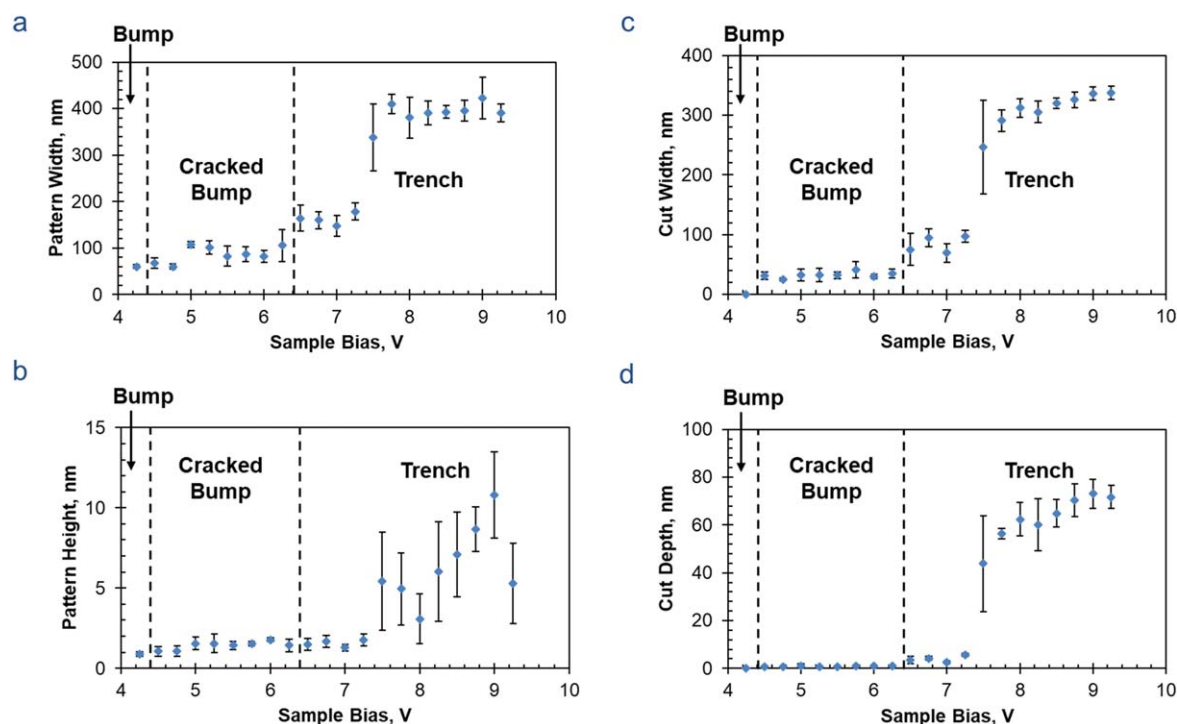 a
Bump
500
400
300
200
100
0
Pattern Width, nm
Cracked
Bump
Trench
4 5 6 7 8 9 10
Sample Bias, V
c
Bump
400
300
200
100
0
Cut Width, nm
Cracked
Bump
Trench
4 5 6 7 8 9 10
Sample Bias, V
b
Bump
15
10
5
0
Pattern Height, nm
Cracked
Bump
Trench
4 5 6 7 8 9 10
Sample Bias, V
d
Bump
100
80
60
40
20
0
Cut Depth, nm
Cracked
Bump
Trench
4 5 6 7 8 9 10
Sample Bias, V